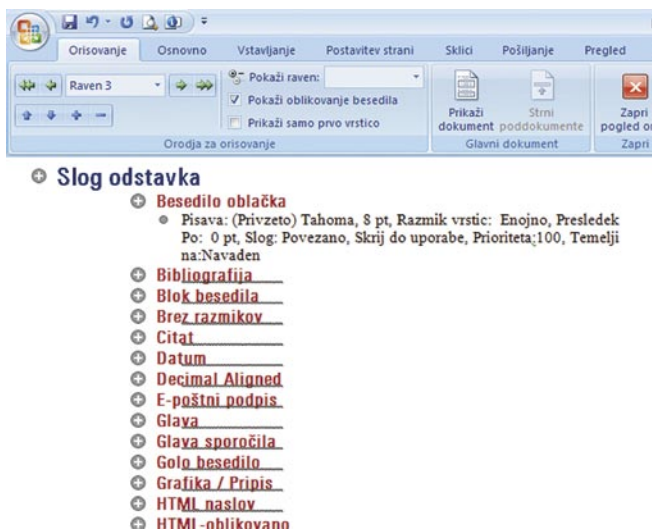 Orisovanje Osnovno Vstavljanje Postavitev strani Sklici Pošiljanje Pregled
Raven 3
Pokaži raven:
Pokaži oblikovanje besedila
Prikaži samo prvo vrstico
Prikaži dokument
Strni poddokumente
Zapri pogled
Orodja za orisovanje Glavni dokument Zapri
Slog odstavka
Besedilo oblačka
Pisava: (Privzeto) Tahoma, 8 pt, Razmik vrstic: Enojno, Presledek
Po: 0 pt, Slog: Povezano, Skrij do uporabe, Prioriteta:100, Temelji
na:Navaden
Bibliografija
Blok besedila
Brez razmikov
Citat
Datum
Decimal Aligned
E-poštni podpis
Glava
Glava sporočila
Golo besedilo
Grafika / Pripis
HTML naslov
HTML-oblikovano